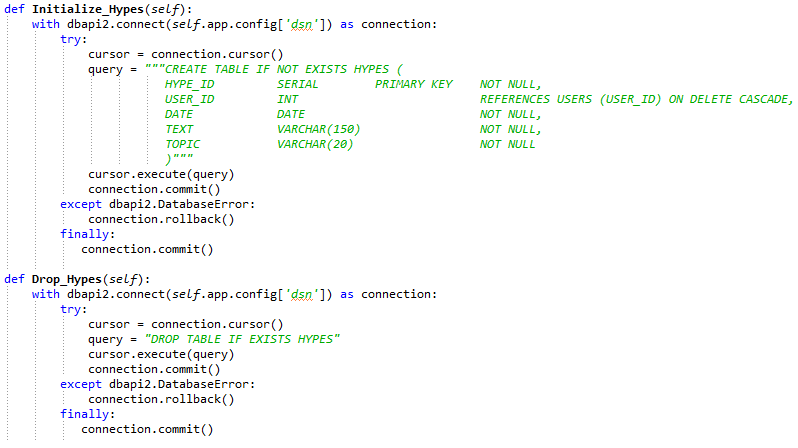 def Initialize_Hypes(self):
    with dbapi2.connect(self.app.config['dsn']) as connection:
        try:
            cursor = connection.cursor()
            query = """CREATE TABLE IF NOT EXISTS HYPES (
                       HYPE_ID         SERIAL        PRIMARY KEY    NOT NULL,
                       USER_ID         INT                          REFERENCES USERS (USER_ID) ON DELETE CASCADE,
                       DATE            DATE                         NOT NULL,
                       TEXT            VARCHAR(150)                 NOT NULL,
                       TOPIC           VARCHAR(20)                  NOT NULL
                       )"""
            cursor.execute(query)
            connection.commit()
        except dbapi2.DatabaseError:
            connection.rollback()
        finally:
           connection.commit()

def Drop_Hypes(self):
    with dbapi2.connect(self.app.config['dsn']) as connection:
        try:
            cursor = connection.cursor()
            query = "DROP TABLE IF EXISTS HYPES"
            cursor.execute(query)
            connection.commit()
        except dbapi2.DatabaseError:
            connection.rollback()
        finally:
           connection.commit()